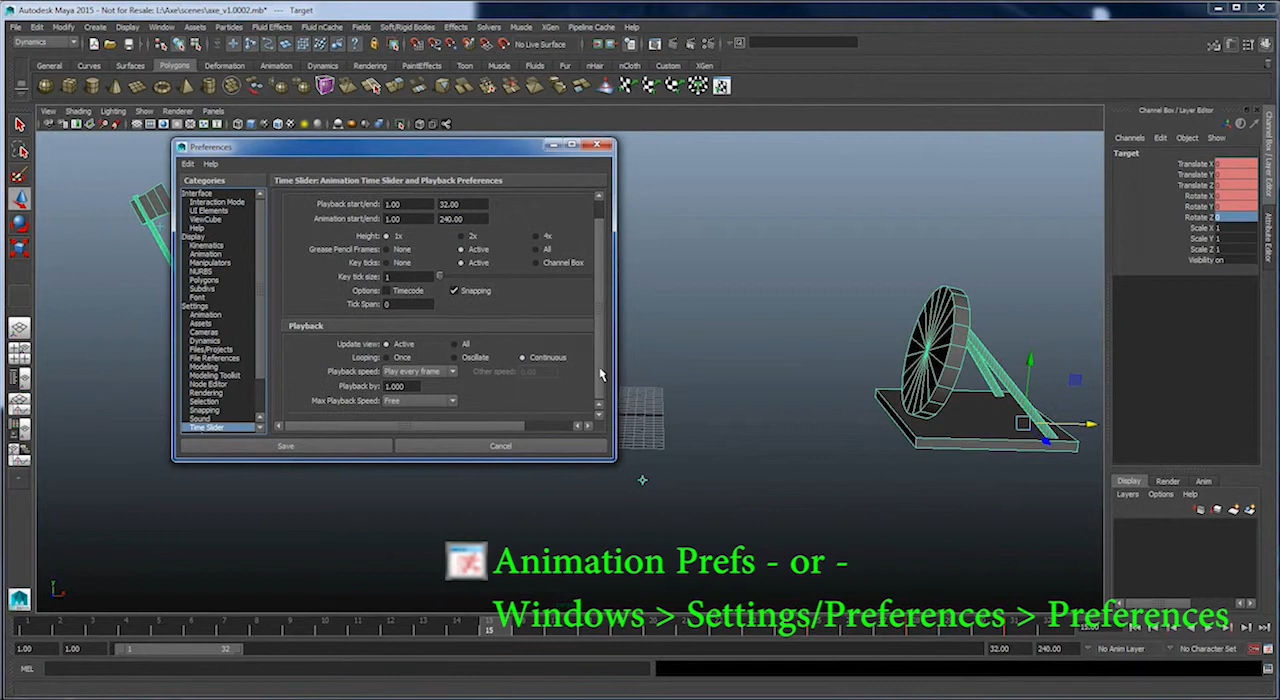 Autodesk Maya 2015 - Not for Resale: L:\Axe\scenes\axe_v1.0002.mb* --- Target
File Edit Modify Create Display Window Assets Particles Fluid Effects Fluid nCache Fields Soft/Rigid Bodies Effects Solvers Muscle XGen Pipeline Cache Help
Dynamics No Live Surface
General Curves Surfaces Polygons Deformation Animation Dynamics Rendering PaintEffects Toon Muscle Fluids Fur nHair nCloth Custom XGen
View Shading Lighting Show Renderer Panels
Channel Box / Layer Editor
Channels Edit Object Show
Target
Translate X 0
Translate Y 0
Translate Z 0
Rotate X 0
Rotate Y 0
Rotate Z 0
Scale X 1
Scale Y 1
Scale Z 1
Visibility on
Channel Box / Layer Editor
Attribute Editor
Preferences
Edit Help
Categories
Interface
Interaction Mode
UI Elements
ViewCube
Help
Display
Kinematics
Animation
Manipulators
NURBS
Polygons
Subdivs
Font
Settings
Animation
Assets
Cameras
Dynamics
Files/Projects
File References
Modeling
Modeling Toolkit
Node Editor
Rendering
Selection
Snapping
Sound
Time Slider
Time Slider: Animation Time Slider and Playback Preferences
Playback start/end: 1.00 32.00
Animation start/end: 1.00 240.00
Height: 1x 2x 4x
Grease Pencil Frames: None Active All
Key ticks: None Active Channel Box
Key tick size: 1
Options: Timecode Snapping
Tick Span: 0
Playback
Update view: Active All
Looping: Once Oscillate Continuous
Playback speed: Play every frame Other speed: 0.00
Playback by: 1.000
Max Playback Speed: Free
Save Cancel
Display Render Anim
Layers Options Help
Animation Prefs - or -
Windows > Settings/Preferences > Preferences
15
1.00 1.00 1 32 32.00 240.00 No Anim Layer No Character Set
MEL